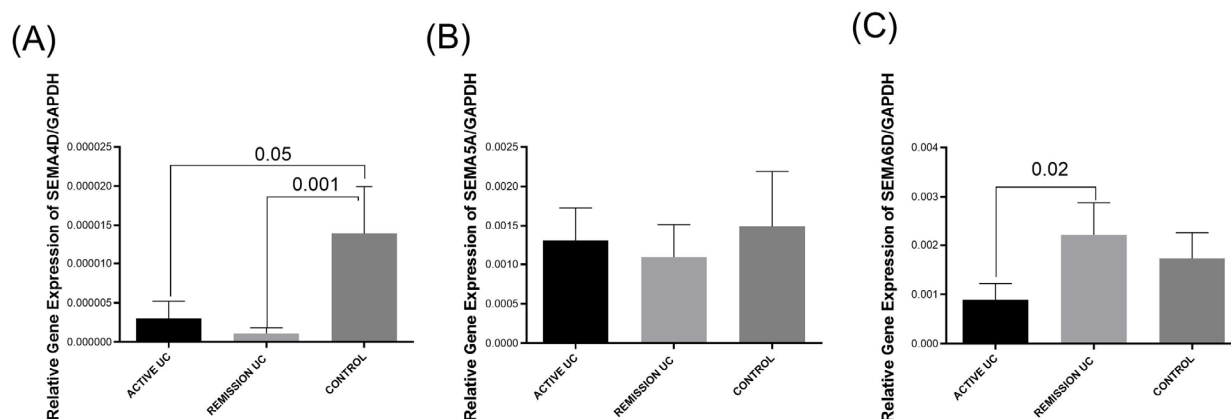 (A)
Relative Gene Expression of SEMA4D/GAPDH
0.000025
0.000020
0.000015
0.000010
0.000005
0.000000
0.05
0.001
ACTIVE UC
REMISSION UC
CONTROL
(B)
Relative Gene Expression of SEMA5A/GAPDH
0.0025
0.0020
0.0015
0.0010
0.0005
0.0000
ACTIVE UC
REMISSION UC
CONTROL
(C)
Relative Gene Expression of SEMA6D/GAPDH
0.004
0.003
0.002
0.001
0.000
0.02
ACTIVE UC
REMISSION UC
CONTROL